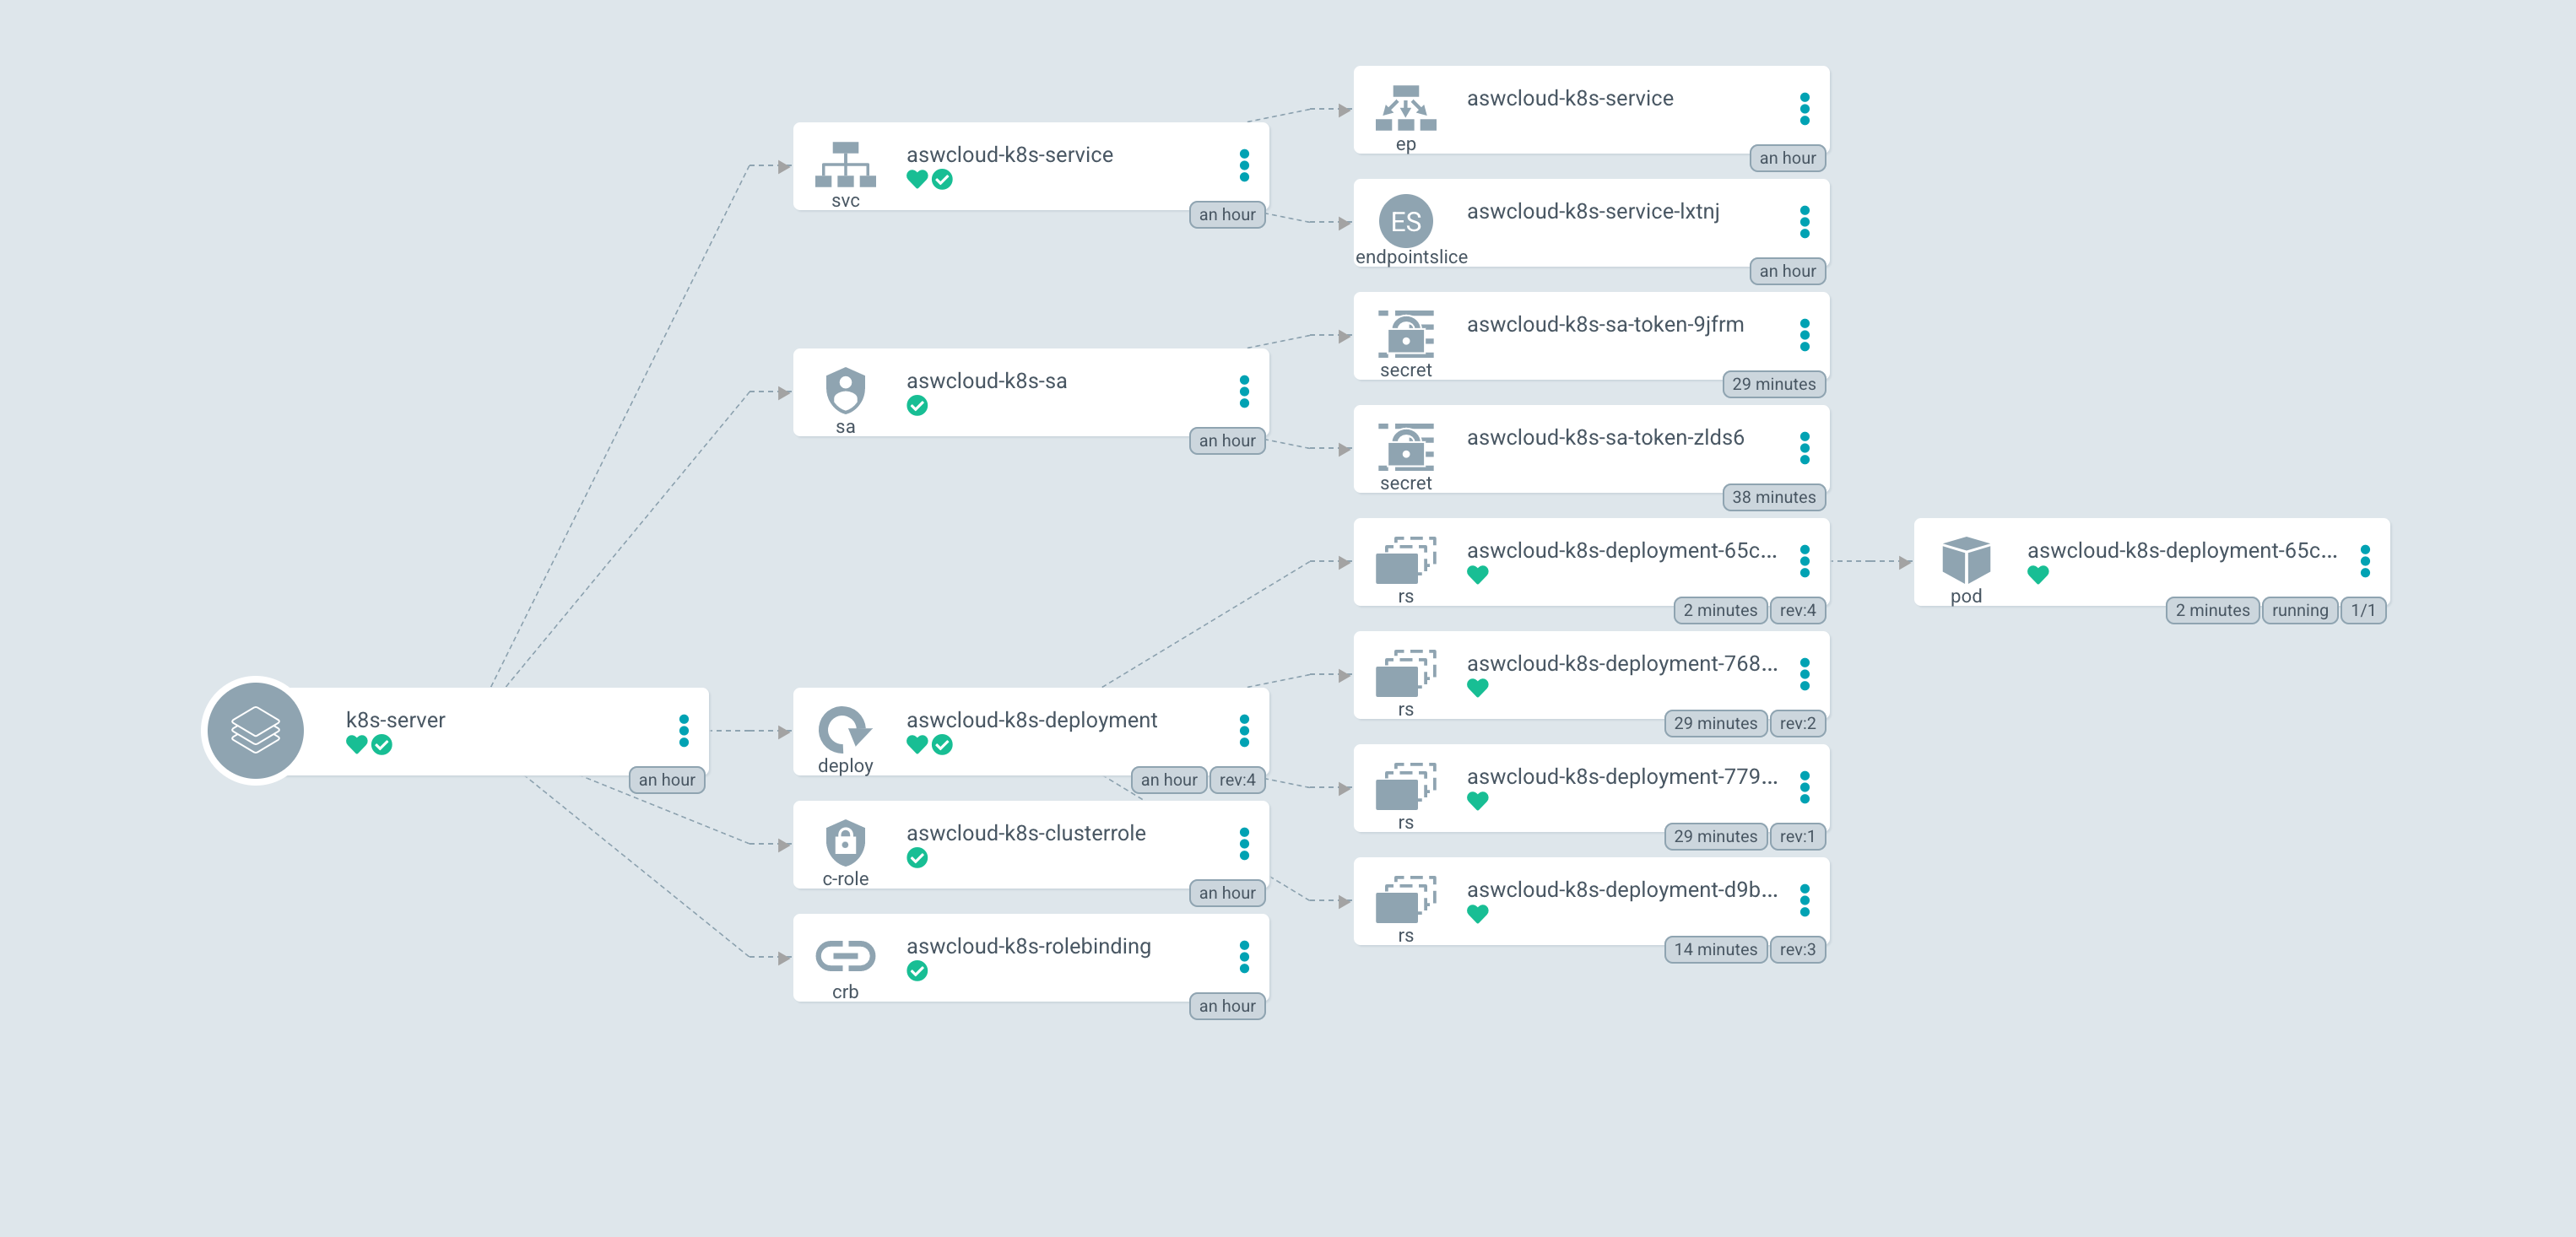 k8s-server
an hour
aswcloud-k8s-service
svc
an hour
aswcloud-k8s-sa
sa
an hour
aswcloud-k8s-deployment
deploy
an hour rev:4
aswcloud-k8s-clusterrole
c-role
an hour
aswcloud-k8s-rolebinding
crb
an hour
aswcloud-k8s-service
ep
an hour
ES
aswcloud-k8s-service-lxtnj
endpointslice
an hour
aswcloud-k8s-sa-token-9jfrm
secret
29 minutes
aswcloud-k8s-sa-token-zlds6
secret
38 minutes
aswcloud-k8s-deployment-65c...
rs
2 minutes rev:4
aswcloud-k8s-deployment-768...
rs
29 minutes rev:2
aswcloud-k8s-deployment-779...
rs
29 minutes rev:1
aswcloud-k8s-deployment-d9b...
rs
14 minutes rev:3
aswcloud-k8s-deployment-65c...
pod
2 minutes running 1/1